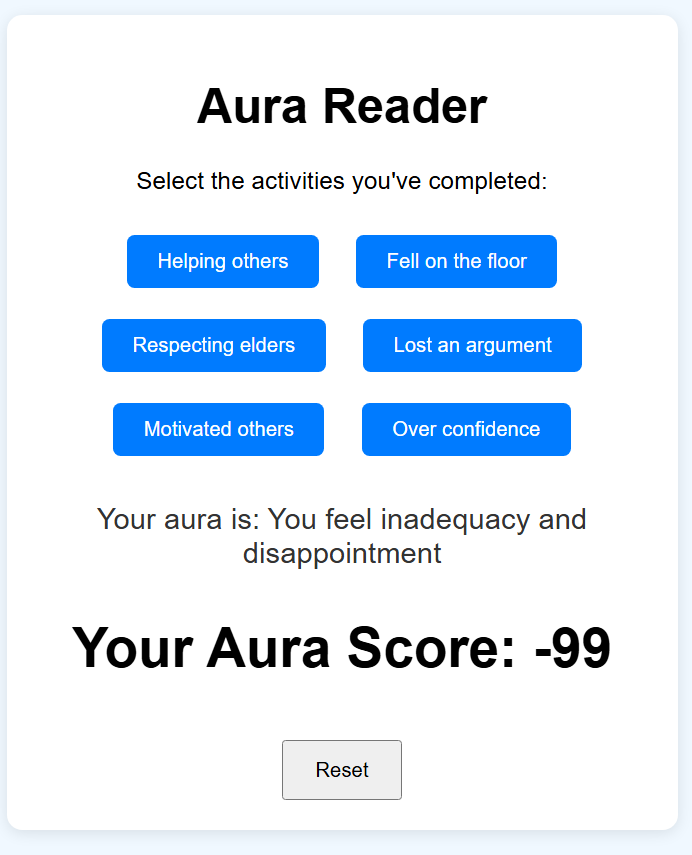 Aura Reader
Select the activities you've completed:
Helping others
Fell on the floor
Respecting elders
Lost an argument
Motivated others
Over confidence
Your aura is: You feel inadequacy and
disappointment
Your Aura Score: -99
Reset